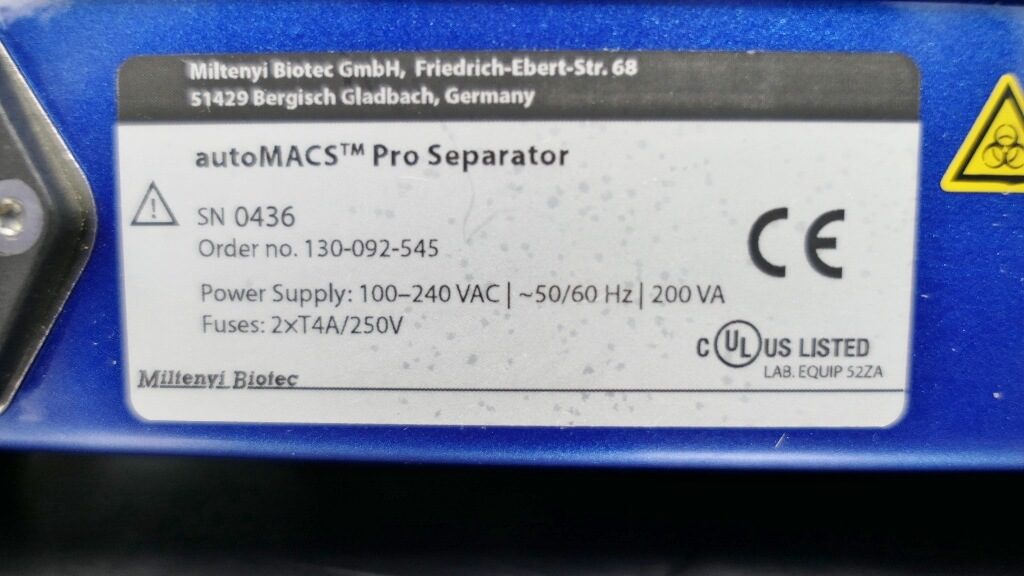 Miltenyi Biotec GmbH, Friedrich-Ebert-Str. 68
51429 Bergisch Gladbach, Germany
autoMACS™ Pro Separator
SN 0436
Order no. 130-092-545
Power Supply: 100–240 VAC | ~50/60 Hz | 200 VA
Fuses: 2xT4A/250V
CE
C UL US LISTED
LAB. EQUIP 52ZA
Miltenyi Biotec